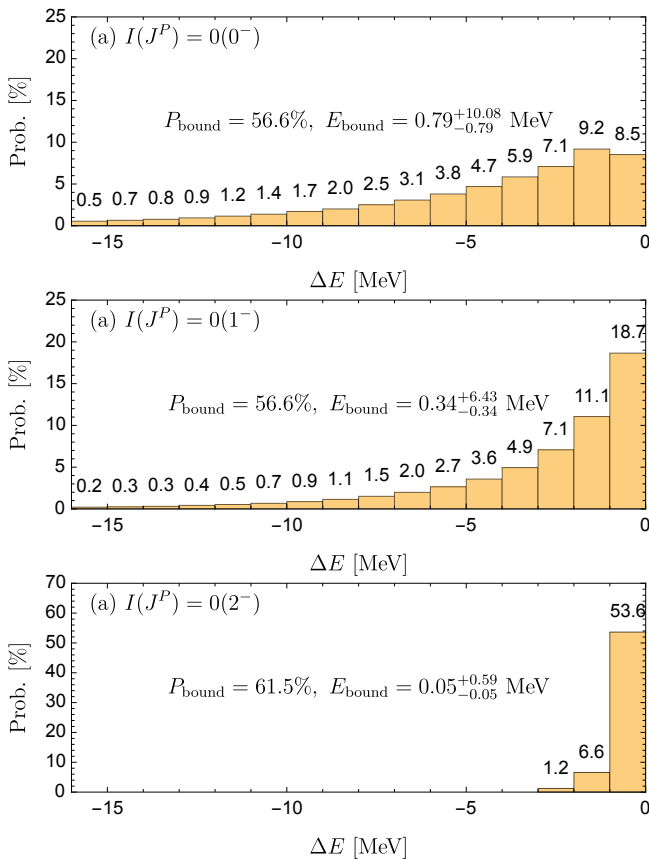 (a) I(J^P) = 0(0^-)
P_bound = 56.6%, E_bound = 0.79^{+10.08}_{-0.79} MeV
0.5 0.7 0.8 0.9 1.2 1.4 1.7 2.0 2.5 3.1 3.8 4.7 5.9 7.1 9.2 8.5
25
20
15
10
5
0
Prob. [%]
−15 −10 −5 0
ΔE [MeV]
(a) I(J^P) = 0(1^-)
P_bound = 56.6%, E_bound = 0.34^{+6.43}_{-0.34} MeV
0.2 0.3 0.3 0.4 0.5 0.7 0.9 1.1 1.5 2.0 2.7 3.6 4.9 7.1 11.1 18.7
25
20
15
10
5
0
Prob. [%]
−15 −10 −5 0
ΔE [MeV]
(a) I(J^P) = 0(2^-)
P_bound = 61.5%, E_bound = 0.05^{+0.59}_{-0.05} MeV
1.2 6.6 53.6
70
60
50
40
30
20
10
0
Prob. [%]
−15 −10 −5 0
ΔE [MeV]